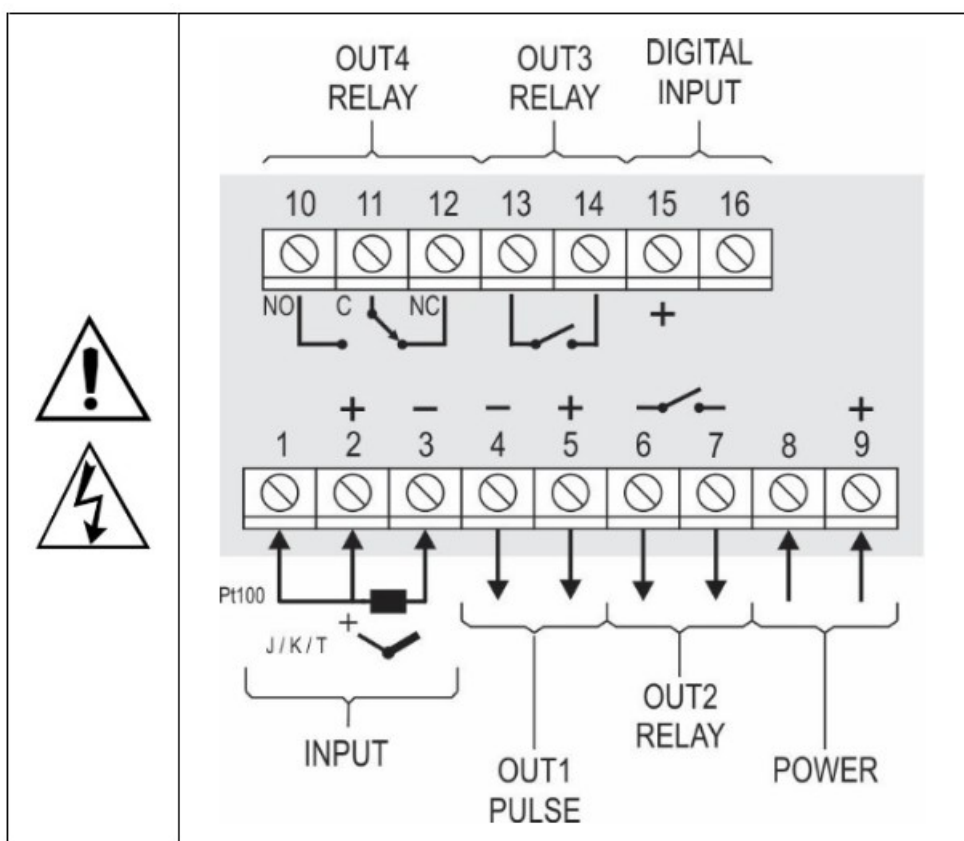 OUT4 RELAY
OUT3 RELAY
DIGITAL INPUT
10 11 12 13 14 15 16
NO C NC
+
+ − − + +
1 2 3 4 5 6 7 8 9
Pt100
+
J / K / T
INPUT
OUT1 PULSE
OUT2 RELAY
POWER